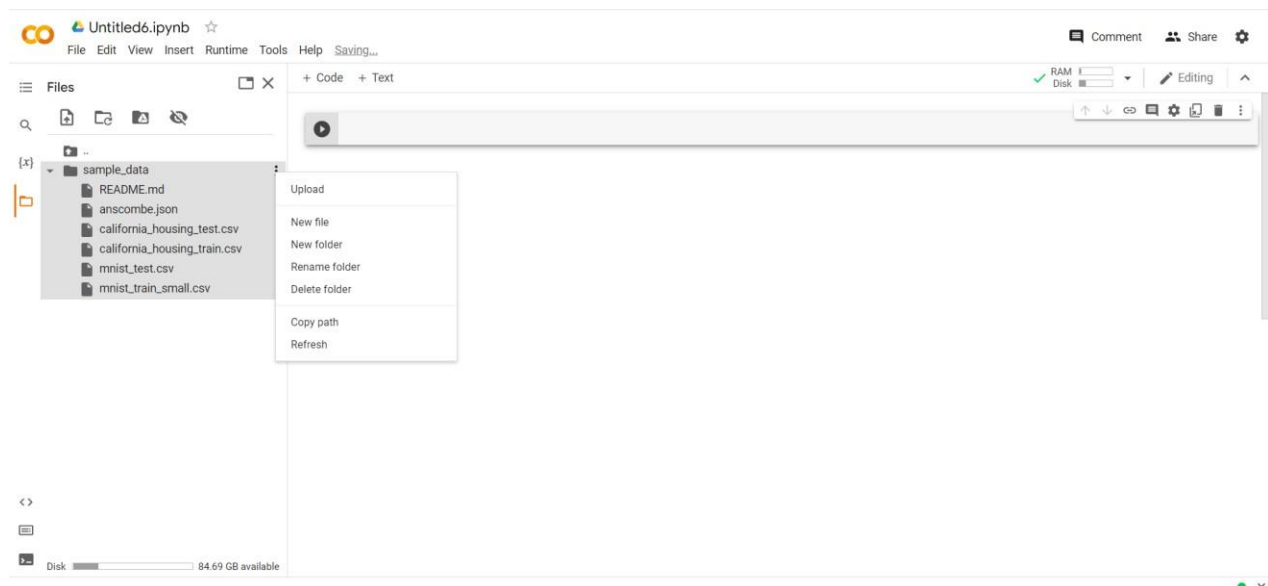 Untitled6.ipynb
File Edit View Insert Runtime Tools Help Saving...
Comment Share
Files
+ Code + Text
RAM
Disk
Editing
{x}
..
sample_data
README.md
anscombe.json
california_housing_test.csv
california_housing_train.csv
mnist_test.csv
mnist_train_small.csv
Upload
New file
New folder
Rename folder
Delete folder
Copy path
Refresh
Disk 84.69 GB available